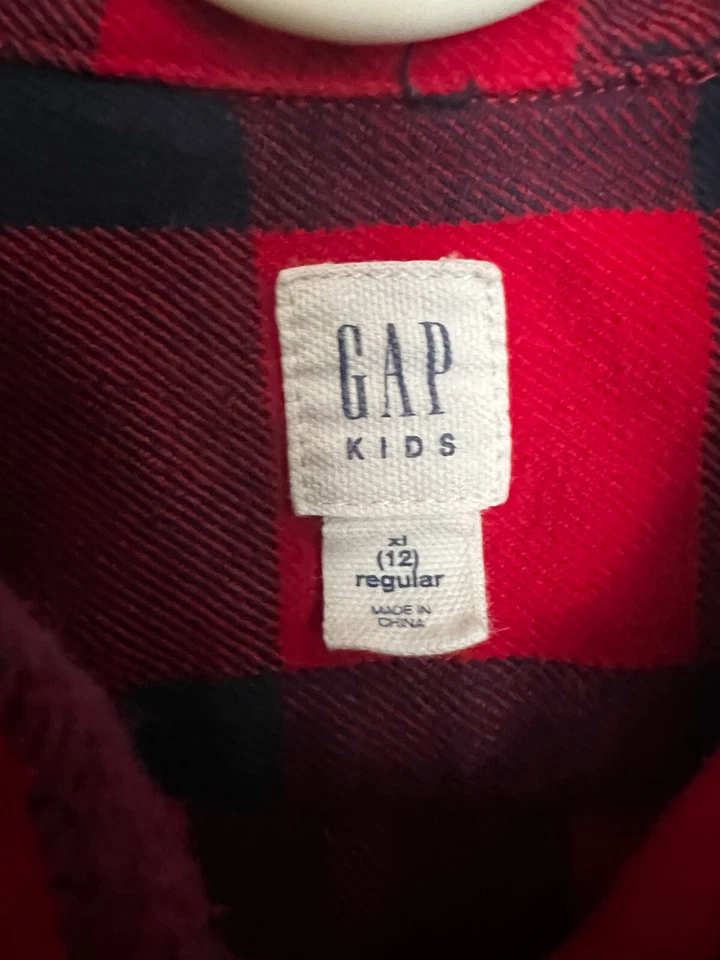 GAP
KIDS
xl
(12)
regular
MADE IN
CHINA